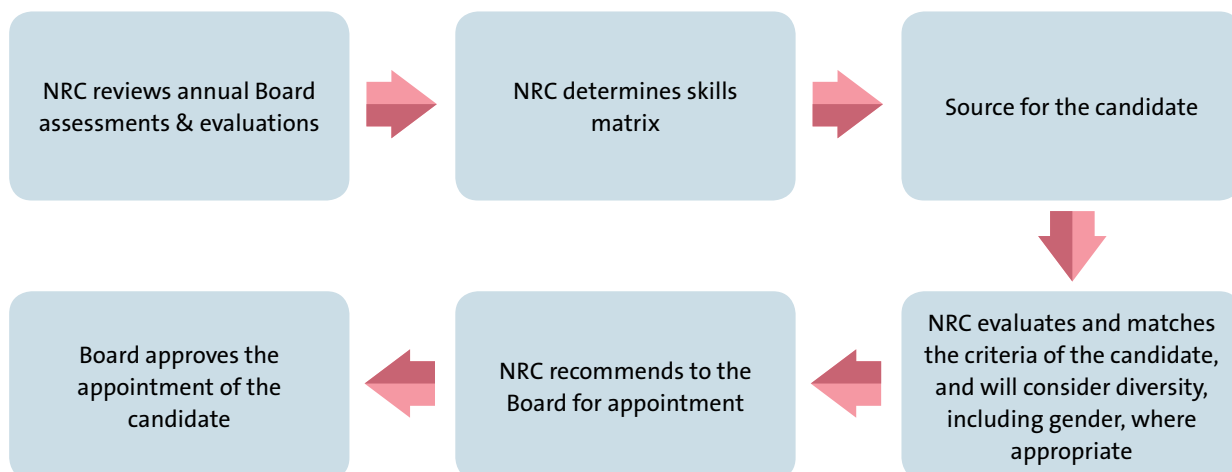 NRC reviews annual Board
assessments & evaluations
NRC determines skills
matrix
Source for the candidate
NRC evaluates and matches
the criteria of the candidate,
and will consider diversity,
including gender, where
appropriate
NRC recommends to the
Board for appointment
Board approves the
appointment of the
candidate